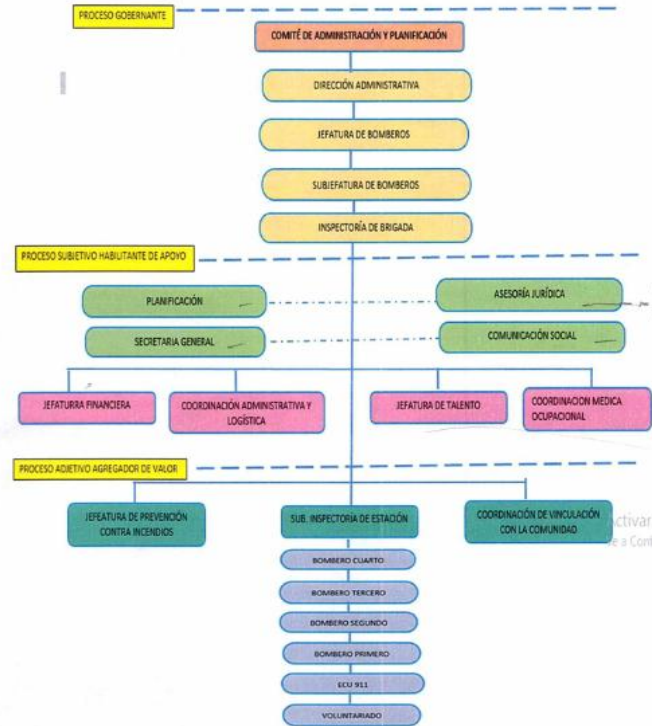 PROCESO GOBERNANTE
COMITÉ DE ADMINISTRACIÓN Y PLANIFICACIÓN
DIRECCIÓN ADMINISTRATIVA
JEFATURA DE BOMBEROS
SUBJEFATURA DE BOMBEROS
INSPECTORÍA DE BRIGADA
PROCESO SUBJETIVO HABILITANTE DE APOYO
PLANIFICACIÓN
ASESORÍA JURÍDICA
SECRETARIA GENERAL
COMUNICACIÓN SOCIAL
JEFATURRA FINANCIERA
COORDINACIÓN ADMINISTRATIVA Y
LOGÍSTICA
JEFATURA DE TALENTO
COORDINACION MEDICA
OCUPACIONAL
PROCESO ADJETIVO AGREGADOR DE VALOR
JEFEATURA DE PREVENCIÓN
CONTRA INCENDIOS
SUB. INSPECTORÍA DE ESTACIÓN
COORDINACIÓN DE VINCULACIÓN
CON LA COMUNIDAD
Activar
a Conf
BOMBERO CUARTO
BOMBERO TERCERO
BOMBERO SEGUNDO
BOMBERO PRIMERO
ECU 911
VOLUNTARIADO